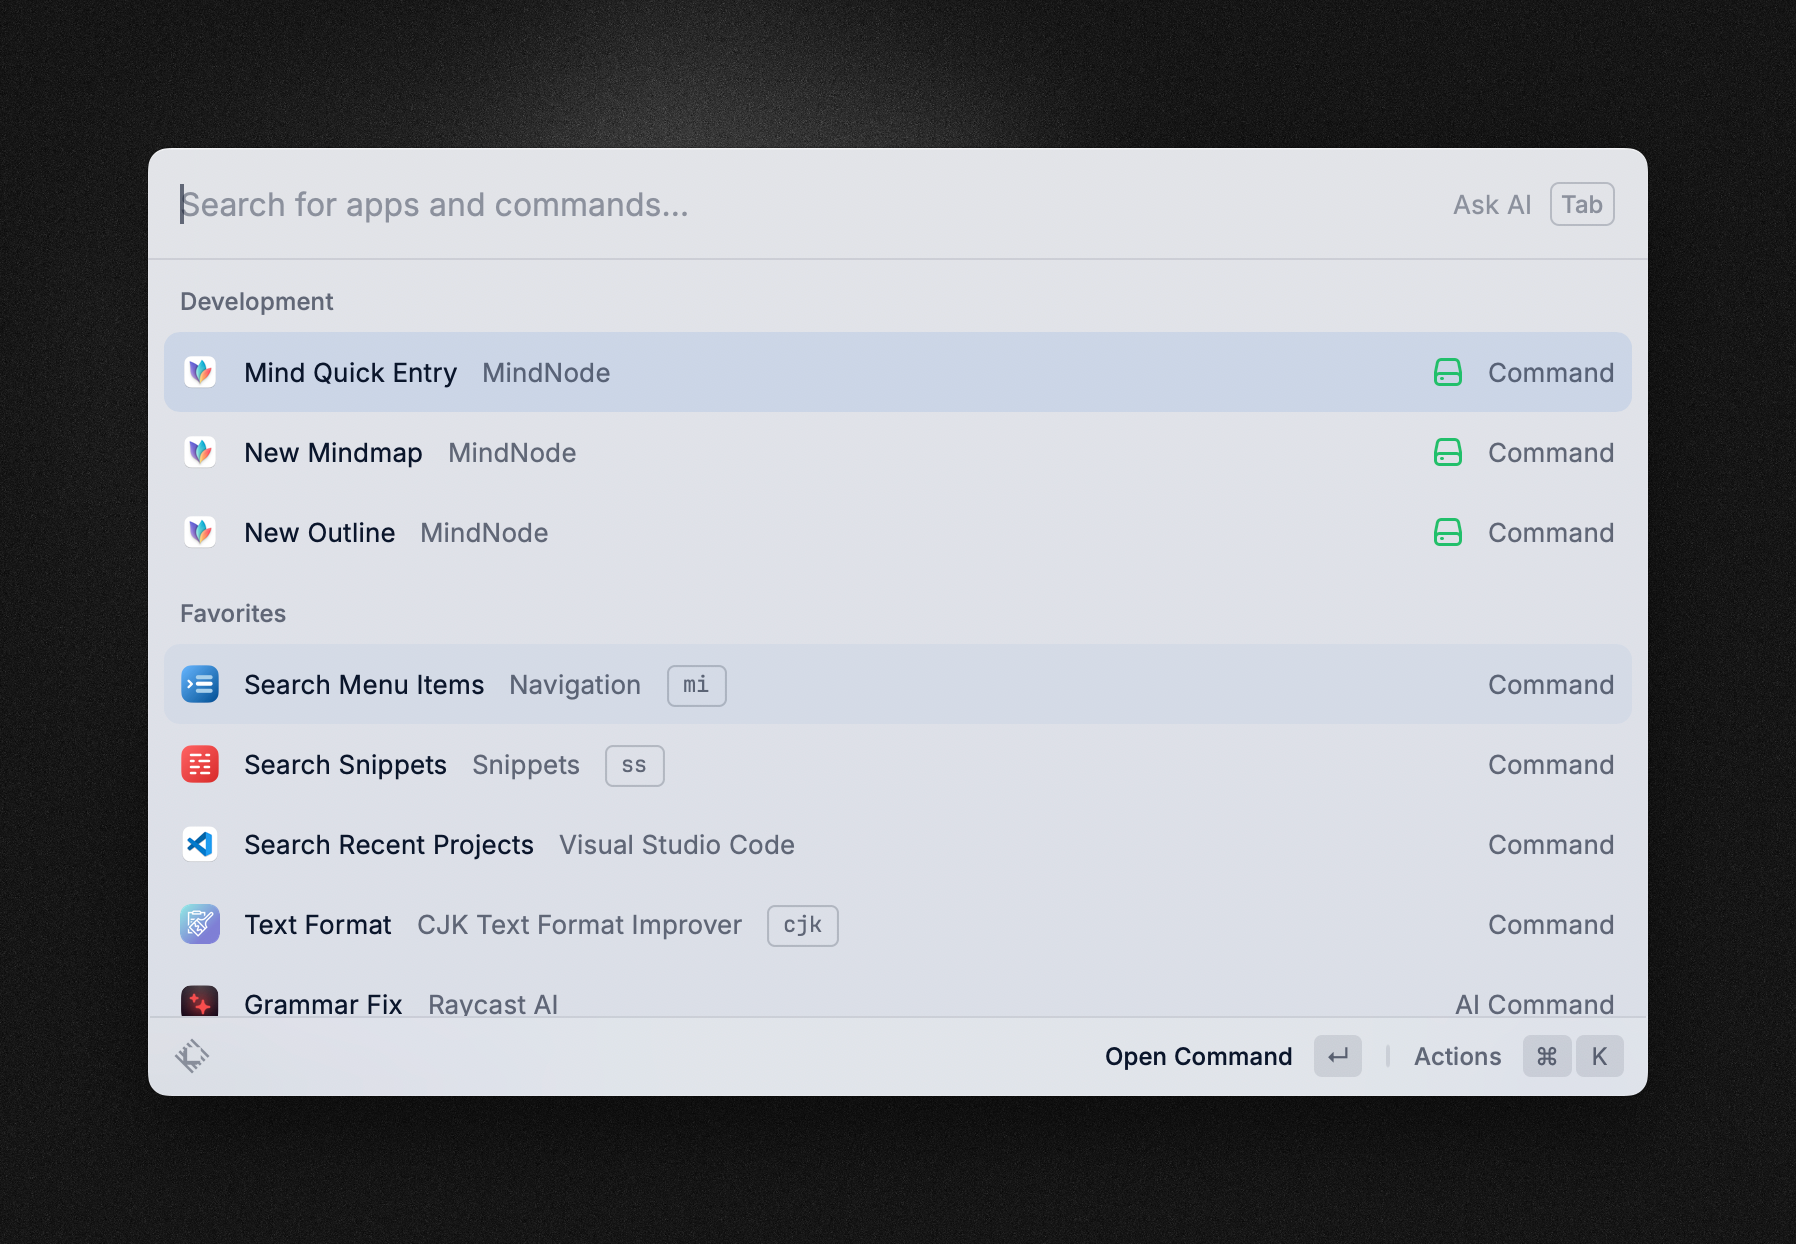 Search for apps and commands...
Ask AI Tab
Development
Mind Quick Entry MindNode Command
New Mindmap MindNode Command
New Outline MindNode Command
Favorites
Search Menu Items Navigation mi Command
Search Snippets Snippets ss Command
Search Recent Projects Visual Studio Code Command
Text Format CJK Text Format Improver cjk Command
Grammar Fix Raycast AI AI Command
Open Command ↵ Actions ⌘ K